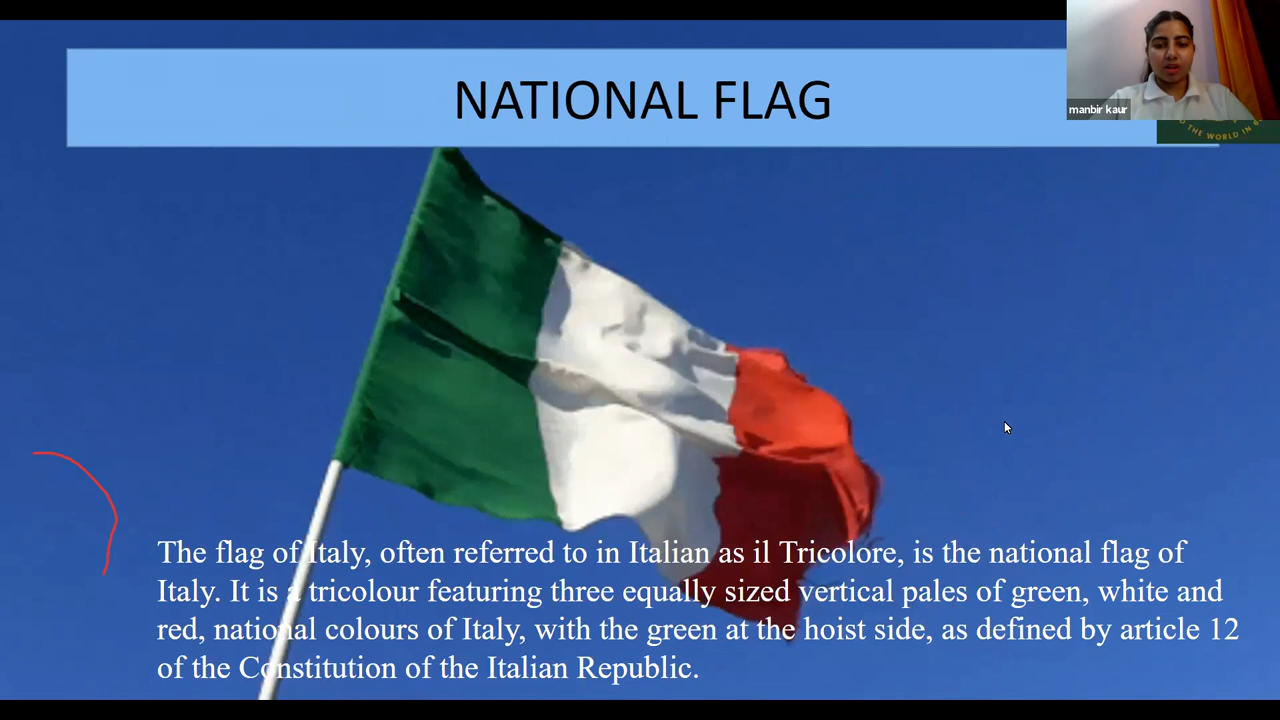 NATIONAL FLAG
manbir kaur
THE WORLD IN
The flag of Italy, often referred to in Italian as il Tricolore, is the national flag of
Italy. It is a tricolour featuring three equally sized vertical pales of green, white and
red, national colours of Italy, with the green at the hoist side, as defined by article 12
of the Constitution of the Italian Republic.